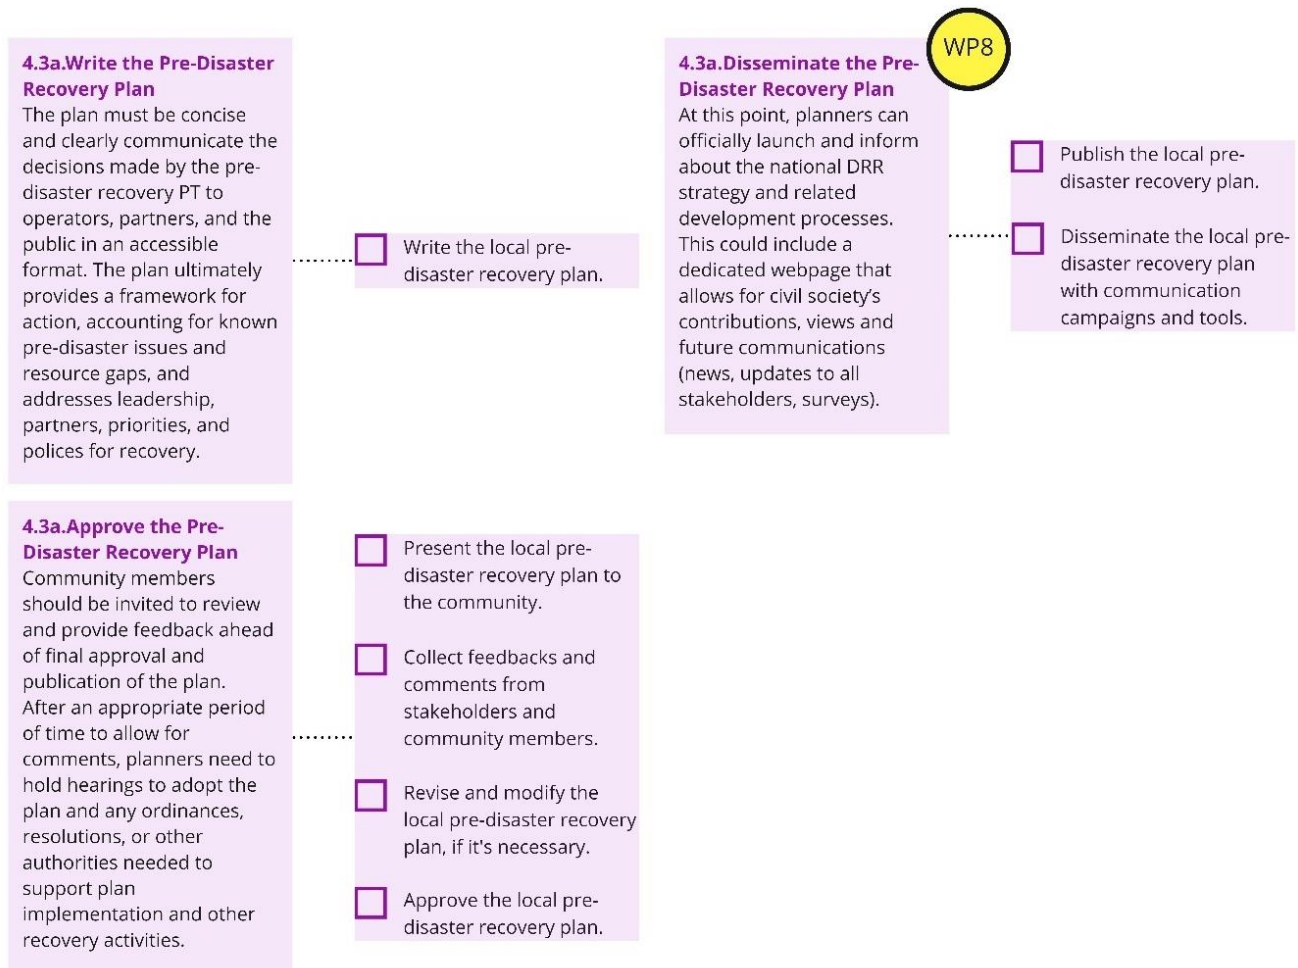 4.3a.Write the Pre-Disaster
Recovery Plan
The plan must be concise
and clearly communicate the
decisions made by the pre-
disaster recovery PT to
operators, partners, and the
public in an accessible
format. The plan ultimately
provides a framework for
action, accounting for known
pre-disaster issues and
resource gaps, and
addresses leadership,
partners, priorities, and
polices for recovery.
Write the local pre-
disaster recovery plan.
4.3a.Approve the Pre-
Disaster Recovery Plan
Community members
should be invited to review
and provide feedback ahead
of final approval and
publication of the plan.
After an appropriate period
of time to allow for
comments, planners need to
hold hearings to adopt the
plan and any ordinances,
resolutions, or other
authorities needed to
support plan
implementation and other
recovery activities.
Present the local pre-
disaster recovery plan to
the community.
Collect feedbacks and
comments from
stakeholders and
community members.
Revise and modify the
local pre-disaster recovery
plan, if it's necessary.
Approve the local pre-
disaster recovery plan.
WP8
4.3a.Disseminate the Pre-
Disaster Recovery Plan
At this point, planners can
officially launch and inform
about the national DRR
strategy and related
development processes.
This could include a
dedicated webpage that
allows for civil society’s
contributions, views and
future communications
(news, updates to all
stakeholders, surveys).
Publish the local pre-
disaster recovery plan.
Disseminate the local pre-
disaster recovery plan
with communication
campaigns and tools.